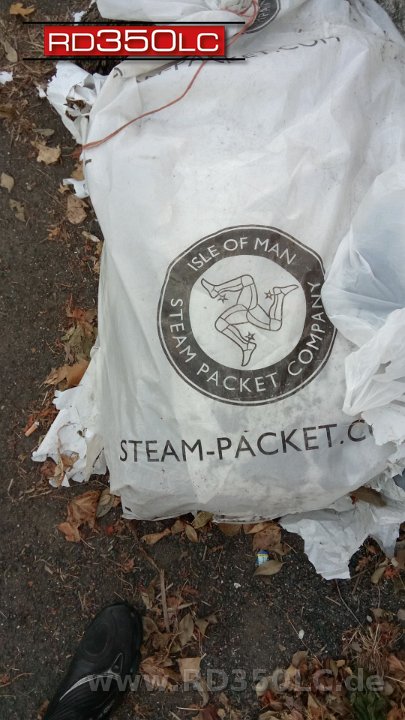 RD350LC
ISLE OF MAN
STEAM PACKET COMPANY
STEAM-PACKET.C
© www.RD350LC.de